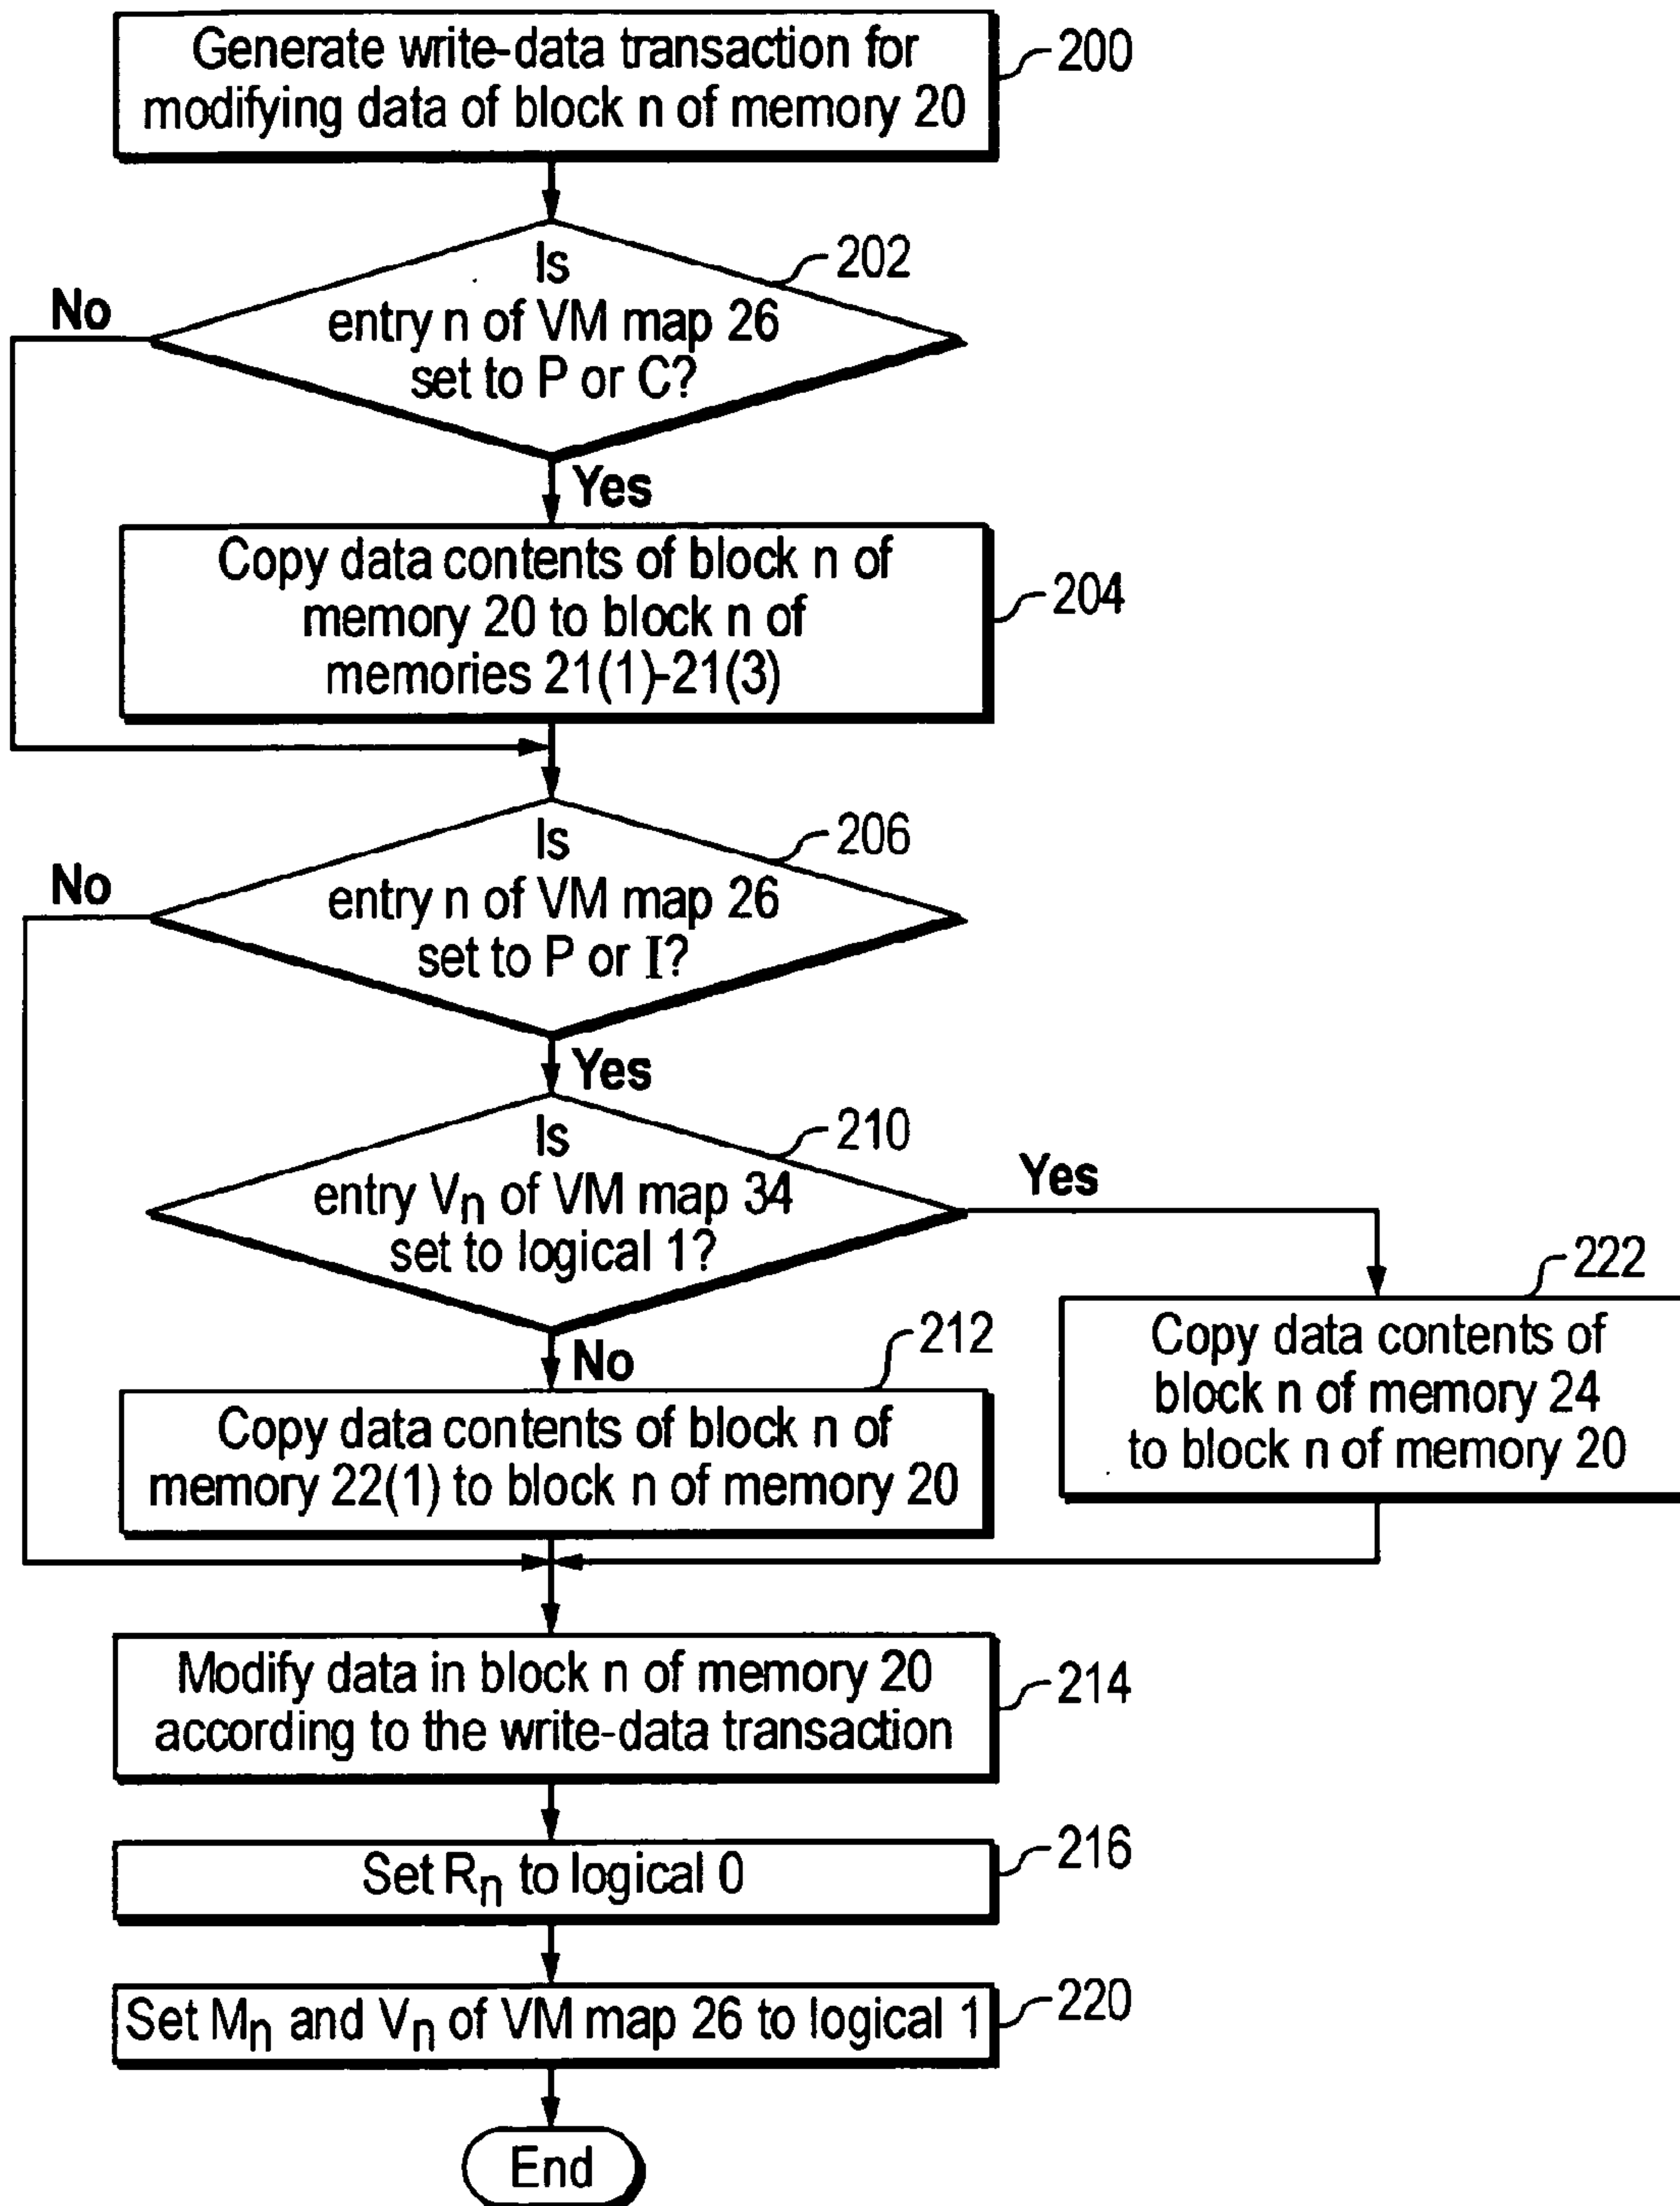 Generate write-data transaction for
modifying data of block n of memory 20
200
Is
entry n of VM map 26
set to P or C?
202
No
Yes
Copy data contents of block n of
memory 20 to block n of
memories 21(1)-21(3)
204
Is
entry n of VM map 26
set to P or I?
206
No
Yes
Is
entry Vn of VM map 34
set to logical 1?
210
Yes
No
222
Copy data contents of
block n of memory 24
to block n of memory 20
212
Copy data contents of block n of
memory 22(1) to block n of memory 20
Modify data in block n of memory 20
according to the write-data transaction
214
Set Rn to logical 0
216
Set Mn and Vn of VM map 26 to logical 1
220
End